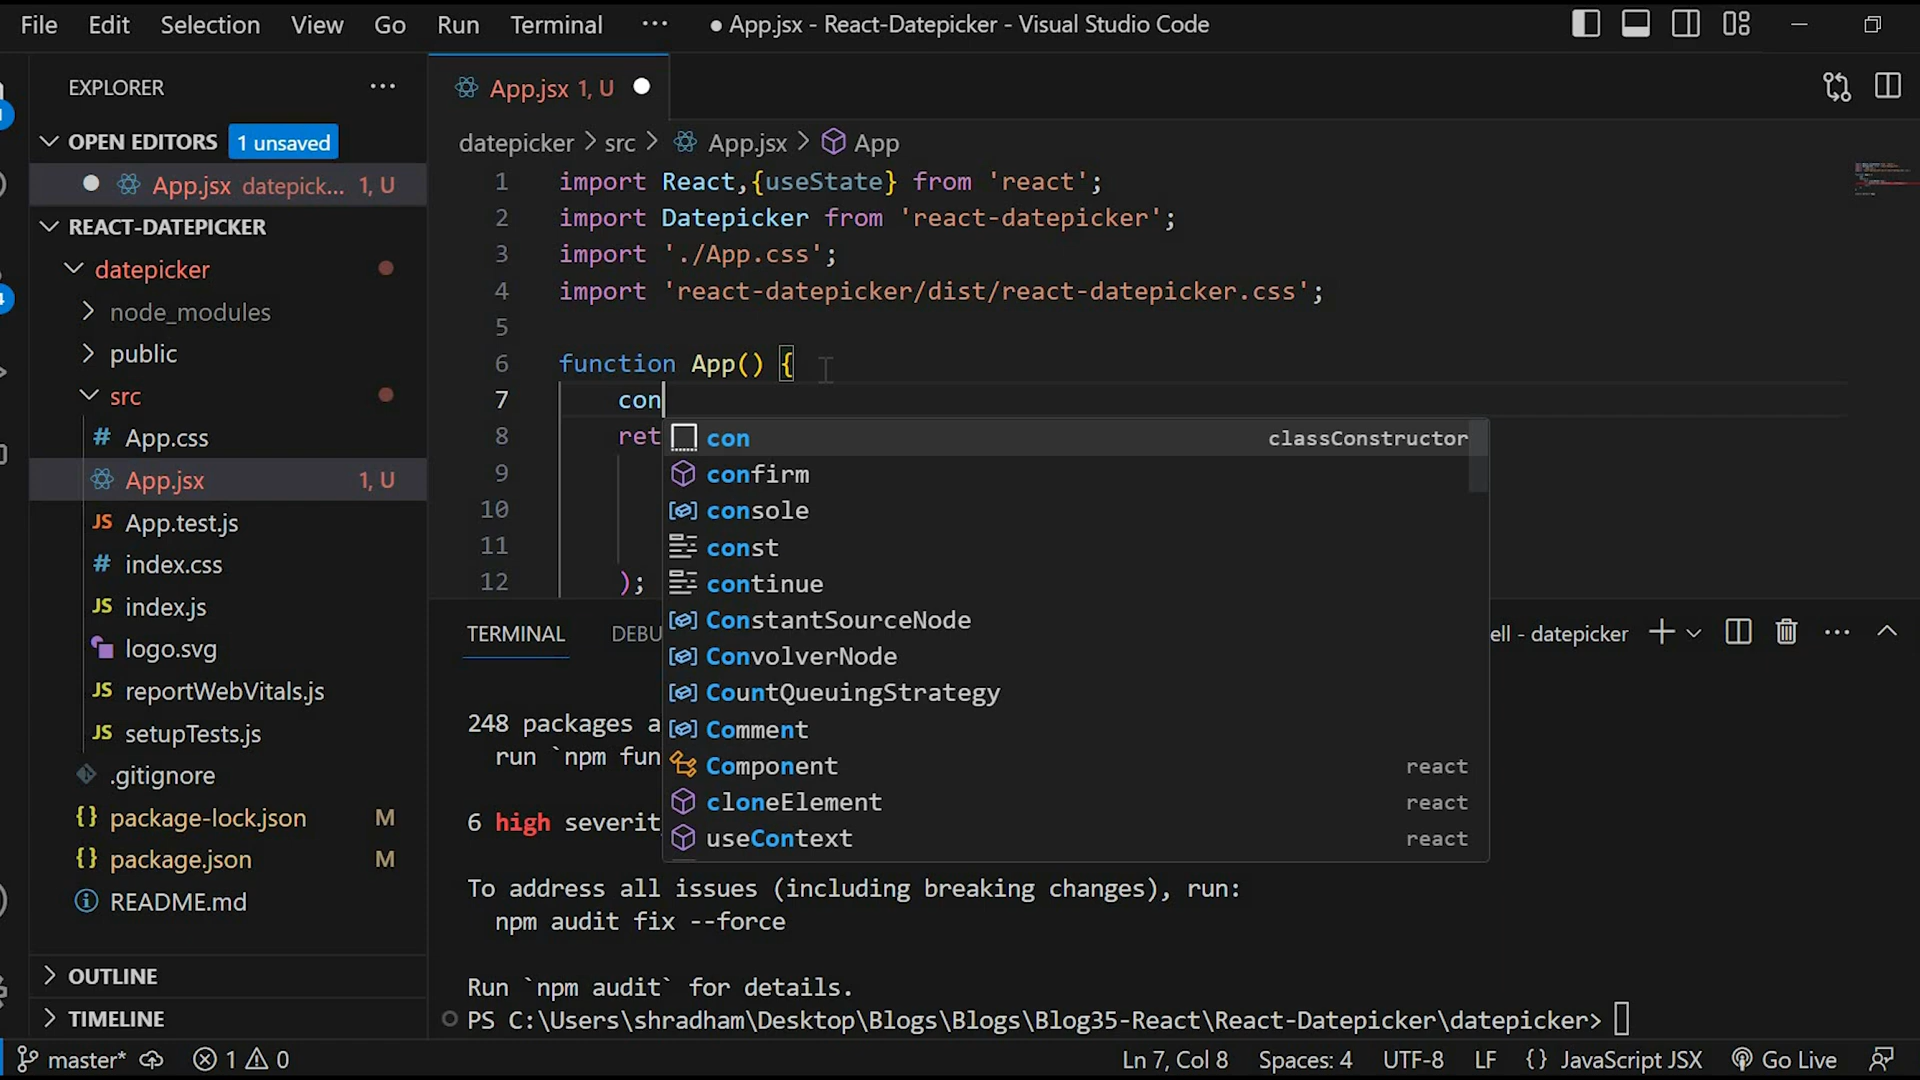 File Edit Selection View Go Run Terminal ··· ● App.jsx - React-Datepicker - Visual Studio Code
EXPLORER ···
App.jsx 1, U
OPEN EDITORS 1 unsaved
App.jsx datepick... 1, U
REACT-DATEPICKER
datepicker
node_modules
public
src
App.css
App.jsx 1, U
App.test.js
index.css
index.js
logo.svg
reportWebVitals.js
setupTests.js
.gitignore
package-lock.json M
package.json M
README.md
OUTLINE
TIMELINE
datepicker > src > App.jsx > App
1 import React,{useState} from 'react';
2 import Datepicker from 'react-datepicker';
3 import './App.css';
4 import 'react-datepicker/dist/react-datepicker.css';
5
6 function App() {
7 con
8 ret
9
10
11
12 );
con classConstructor
confirm
console
const
continue
ConstantSourceNode
ConvolverNode
CountQueuingStrategy
Comment
Component react
cloneElement react
useContext react
TERMINAL DEBU ell - datepicker
248 packages a
run `npm fun
6 high severit
To address all issues (including breaking changes), run:
npm audit fix --force
Run `npm audit` for details.
PS C:\Users\shradham\Desktop\Blogs\Blogs\Blog35-React\React-Datepicker\datepicker>
master* 1 0 Ln 7, Col 8 Spaces: 4 UTF-8 LF {} JavaScript JSX Go Live